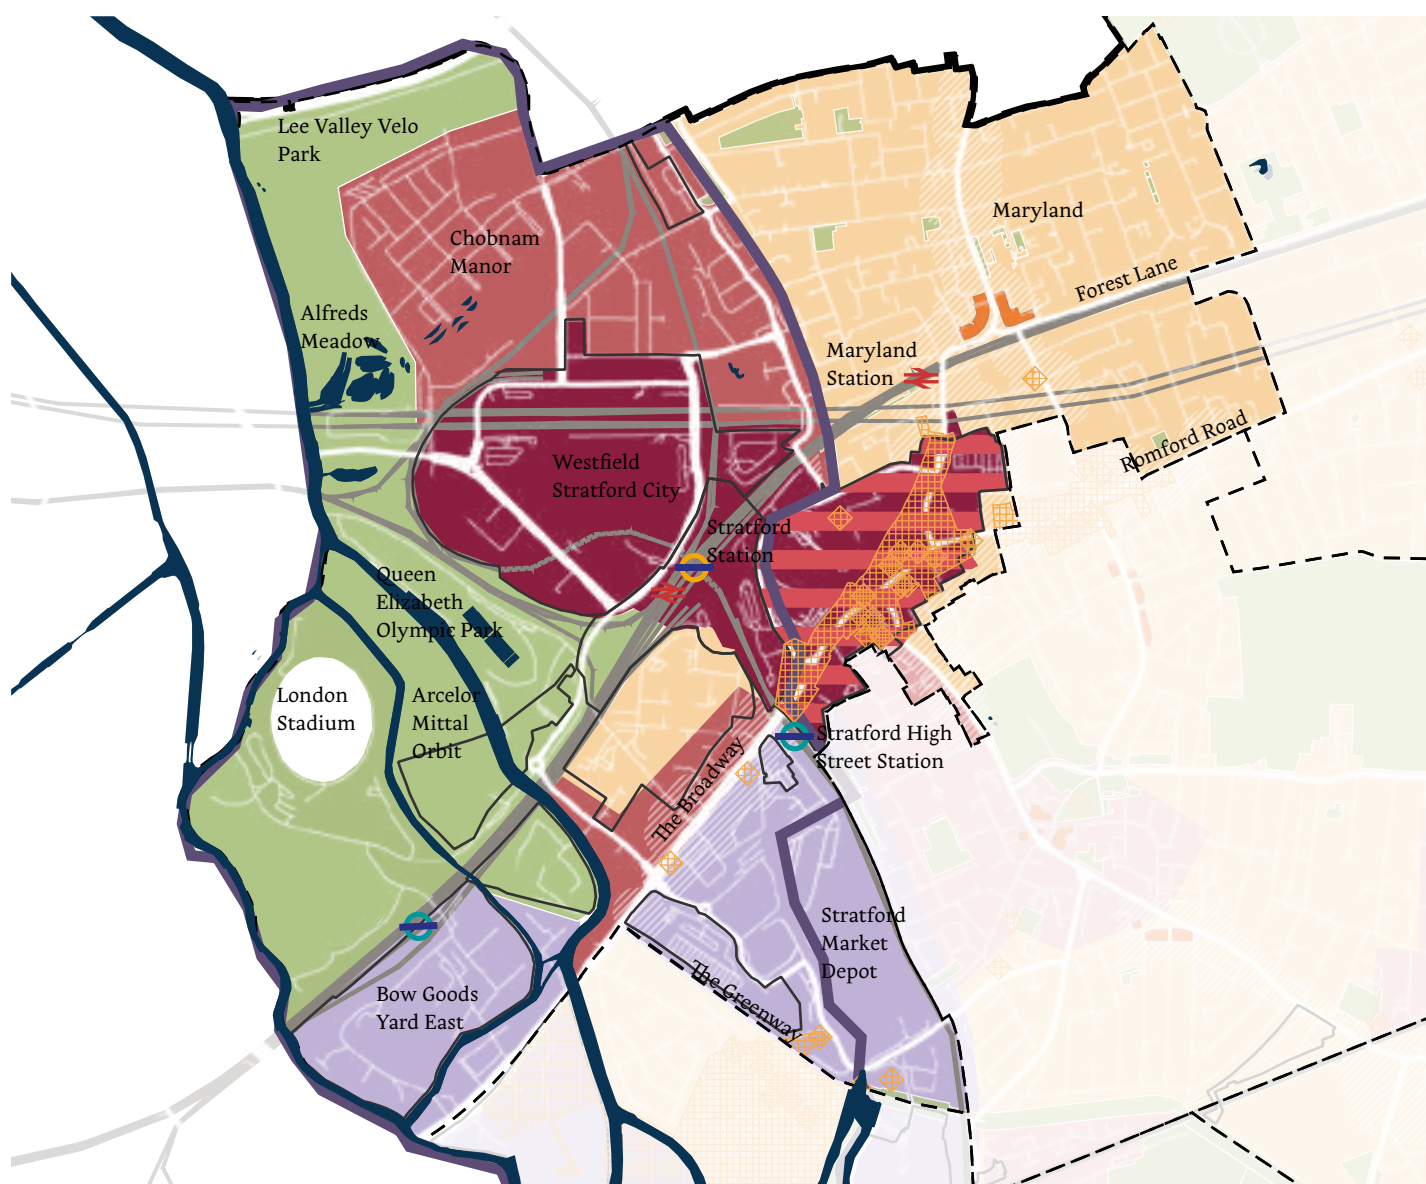 Lee Valley Velo
Park
Chobnam
Manor
Maryland
Forest Lane
Alfreds
Meadow
Maryland
Station
Romford Road
Westfield
Stratford City
Stratford
Station
Queen
Elizabeth
Olympic Park
London
Stadium
Arcelor
Mittal
Orbit
Stratford High
Street Station
The Broadway
Stratford
Market
Depot
The Greenway
Bow Goods
Yard East